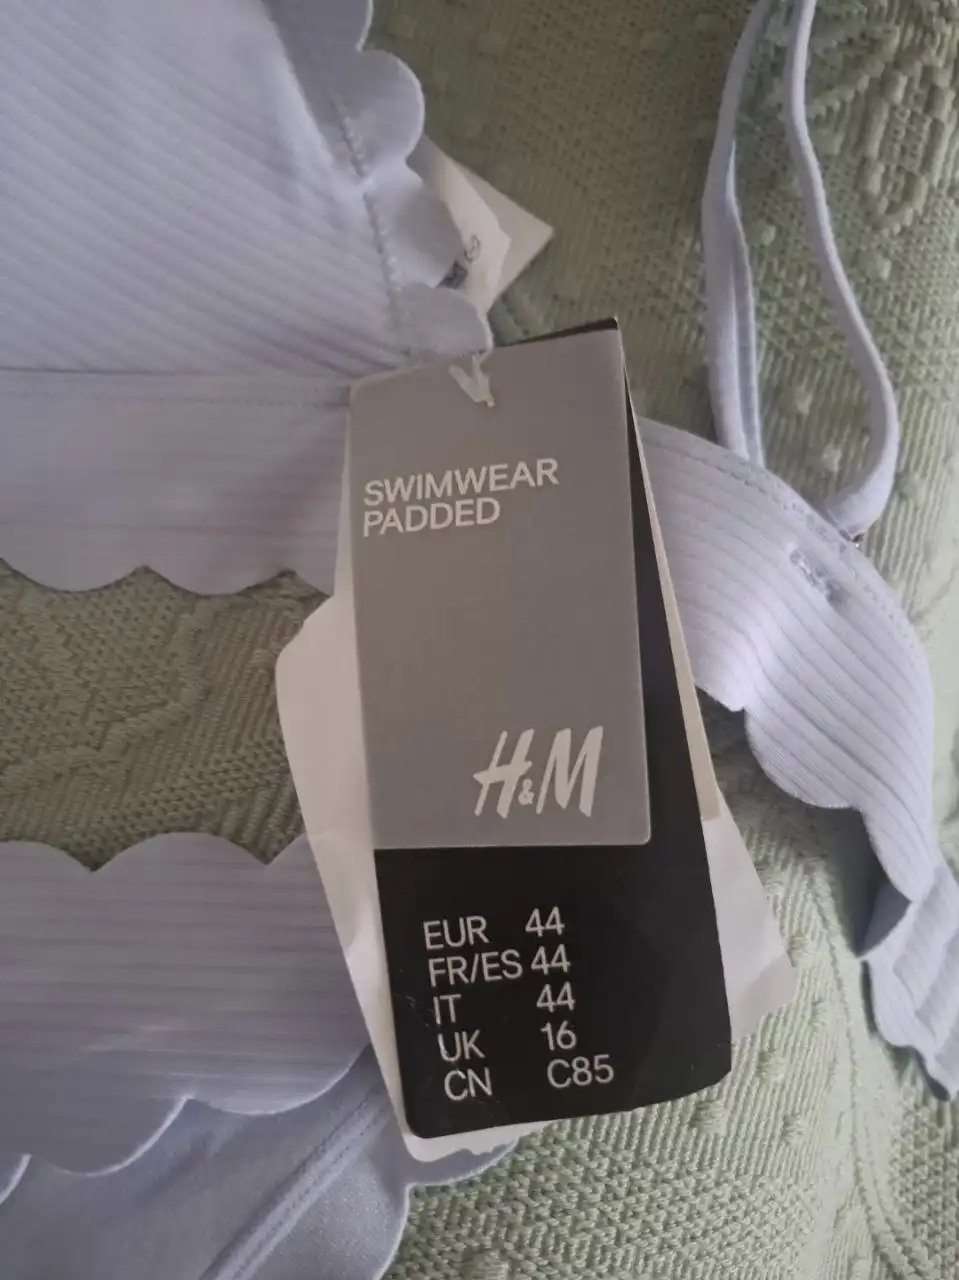 SWIMWEAR
PADDED
H&M
EUR 44
FR/ES 44
IT 44
UK 16
CN C85